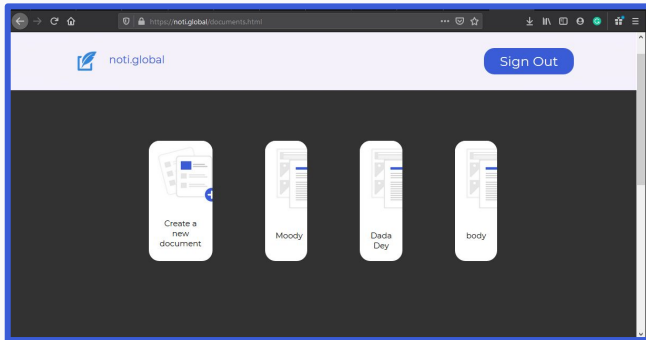 https://noti.global/documents.html
noti.global
Sign Out
Create a
new
document
Moody
Dada
Dey
body